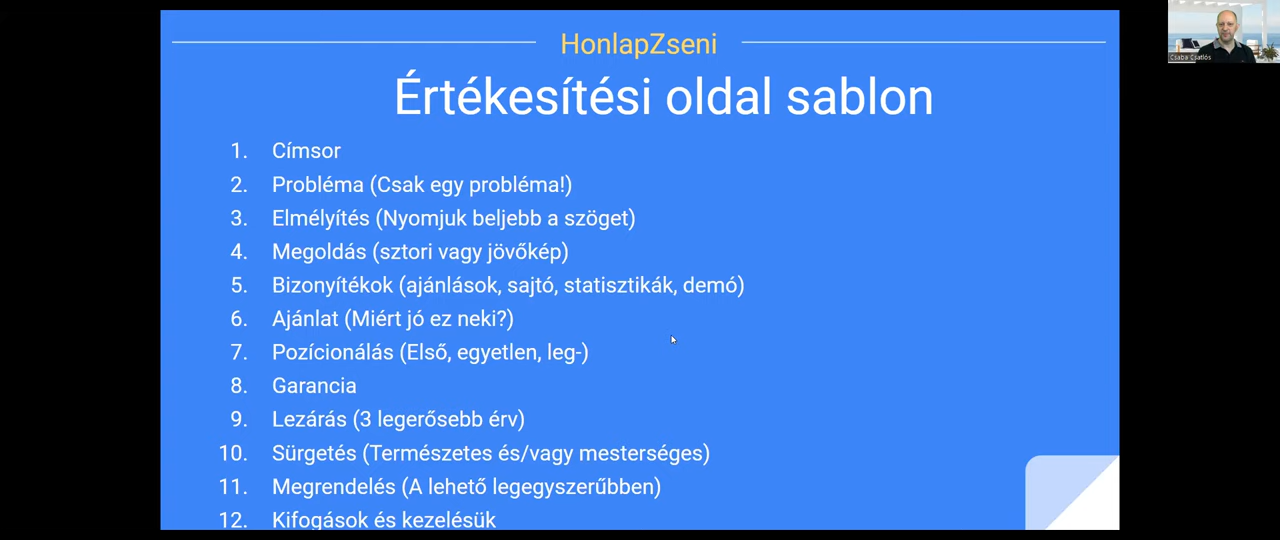 HonlapZseni
Értékesítési oldal sablon
1. Címsor
2. Probléma (Csak egy probléma!)
3. Elmélyítés (Nyomjuk beljebb a szöget)
4. Megoldás (sztori vagy jövőkép)
5. Bizonyítékok (ajánlások, sajtó, statisztikák, demó)
6. Ajánlat (Miért jó ez neki?)
7. Pozícionálás (Első, egyetlen, leg-)
8. Garancia
9. Lezárás (3 legerősebb érv)
10. Sürgetés (Természetes és/vagy mesterséges)
11. Megrendelés (A lehető legegyszerűbben)
12. Kifogások és kezelésük
Csaba Csatlós